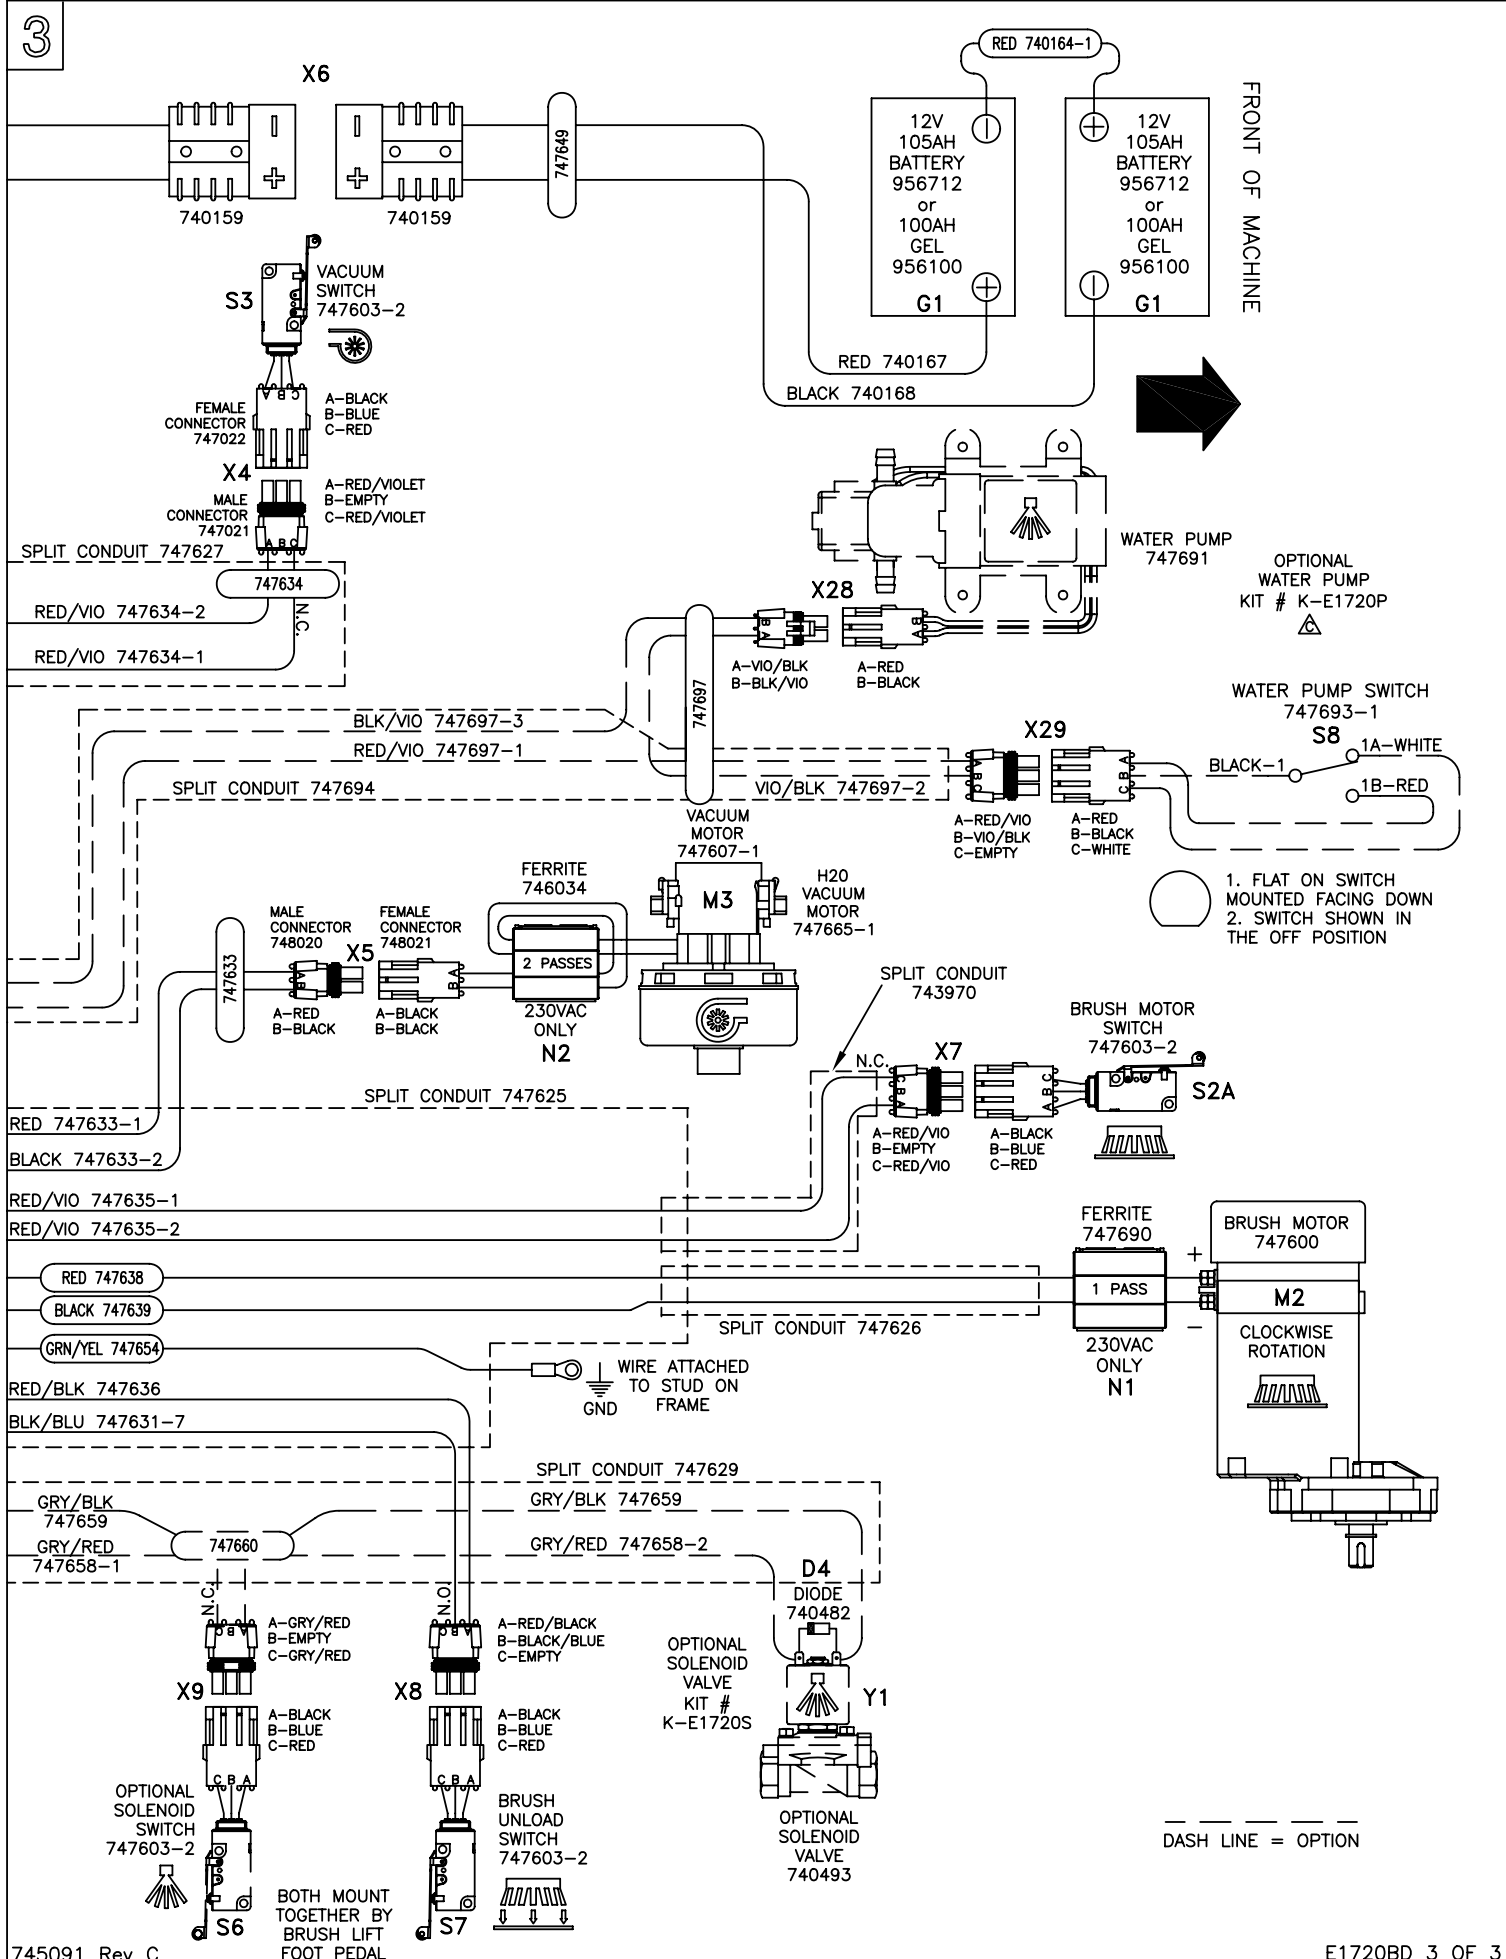 3
X6
RED 740164-1
FRONT OF MACHINE
12V
105AH
BATTERY
956712
or
100AH
GEL
956100
G1
12V
105AH
BATTERY
956712
or
100AH
GEL
956100
G1
740159
740159
747649
RED 740167
BLACK 740168
S3
VACUUM
SWITCH
747603-2
A B C
FEMALE
CONNECTOR
747022
A-BLACK
B-BLUE
C-RED
X4
MALE
CONNECTOR
747021
A-RED/VIOLET
B-EMPTY
C-RED/VIOLET
A B C
SPLIT CONDUIT 747627
747634
N.C.
RED/VIO 747634-2
RED/VIO 747634-1
WATER PUMP
747691
OPTIONAL
WATER PUMP
KIT # K-E1720P
C
X28
B
A
B
A
A-VIO/BLK
B-BLK/VIO
A-RED
B-BLACK
747697
WATER PUMP SWITCH
747693-1
S8
1A-WHITE
BLACK-1
1B-RED
BLK/VIO 747697-3
RED/VIO 747697-1
SPLIT CONDUIT 747694
VIO/BLK 747697-2
X29
A
B
C
A
B
C
A-RED/VIO
B-VIO/BLK
C-EMPTY
A-RED
B-BLACK
C-WHITE
1. FLAT ON SWITCH
MOUNTED FACING DOWN
2. SWITCH SHOWN IN
THE OFF POSITION
VACUUM
MOTOR
747607-1
M3
H20
VACUUM
MOTOR
747665-1
FERRITE
746034
2 PASSES
230VAC
ONLY
N2
747633
MALE
CONNECTOR
748020
X5
FEMALE
CONNECTOR
748021
A
B
A
B
A-RED
B-BLACK
A-BLACK
B-BLACK
SPLIT CONDUIT
743970
BRUSH MOTOR
SWITCH
747603-2
S2A
N.C.
X7
C
B
A
C
B
A
A-RED/VIO
B-EMPTY
C-RED/VIO
A-BLACK
B-BLUE
C-RED
SPLIT CONDUIT 747625
RED 747633-1
BLACK 747633-2
RED/VIO 747635-1
RED/VIO 747635-2
RED 747638
BLACK 747639
GRN/YEL 747654
SPLIT CONDUIT 747626
FERRITE
747690
1 PASS
230VAC
ONLY
N1
+
−
BRUSH MOTOR
747600
M2
CLOCKWISE
ROTATION
GND
WIRE ATTACHED
TO STUD ON
FRAME
RED/BLK 747636
BLK/BLU 747631-7
SPLIT CONDUIT 747629
GRY/BLK
747659
GRY/BLK 747659
747660
GRY/RED
747658-1
GRY/RED 747658-2
N.C.
C B A
A-GRY/RED
B-EMPTY
C-GRY/RED
X9
A-BLACK
B-BLUE
C-RED
C B A
OPTIONAL
SOLENOID
SWITCH
747603-2
S6
N.O.
C B A
A-RED/BLACK
B-BLACK/BLUE
C-EMPTY
X8
A-BLACK
B-BLUE
C-RED
C B A
BRUSH
UNLOAD
SWITCH
747603-2
S7
BOTH MOUNT
TOGETHER BY
BRUSH LIFT
FOOT PEDAL
D4
DIODE
740482
OPTIONAL
SOLENOID
VALVE
KIT #
K-E1720S
Y1
OPTIONAL
SOLENOID
VALVE
740493
DASH LINE = OPTION
745091 Rev C
E1720BD 3 OF 3